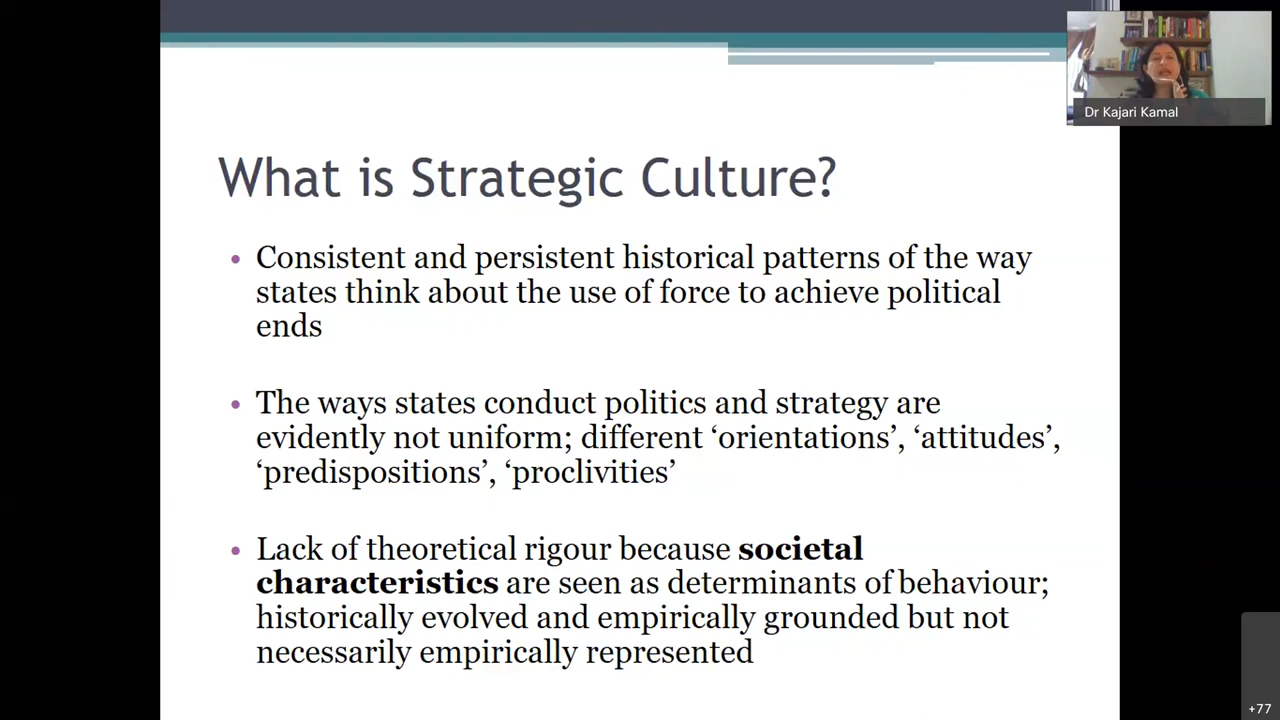 Dr Kajari Kamal
What is Strategic Culture?
• Consistent and persistent historical patterns of the way
states think about the use of force to achieve political
ends
• The ways states conduct politics and strategy are
evidently not uniform; different ‘orientations’, ‘attitudes’,
‘predispositions’, ‘proclivities’
• Lack of theoretical rigour because societal
characteristics are seen as determinants of behaviour;
historically evolved and empirically grounded but not
necessarily empirically represented
+77